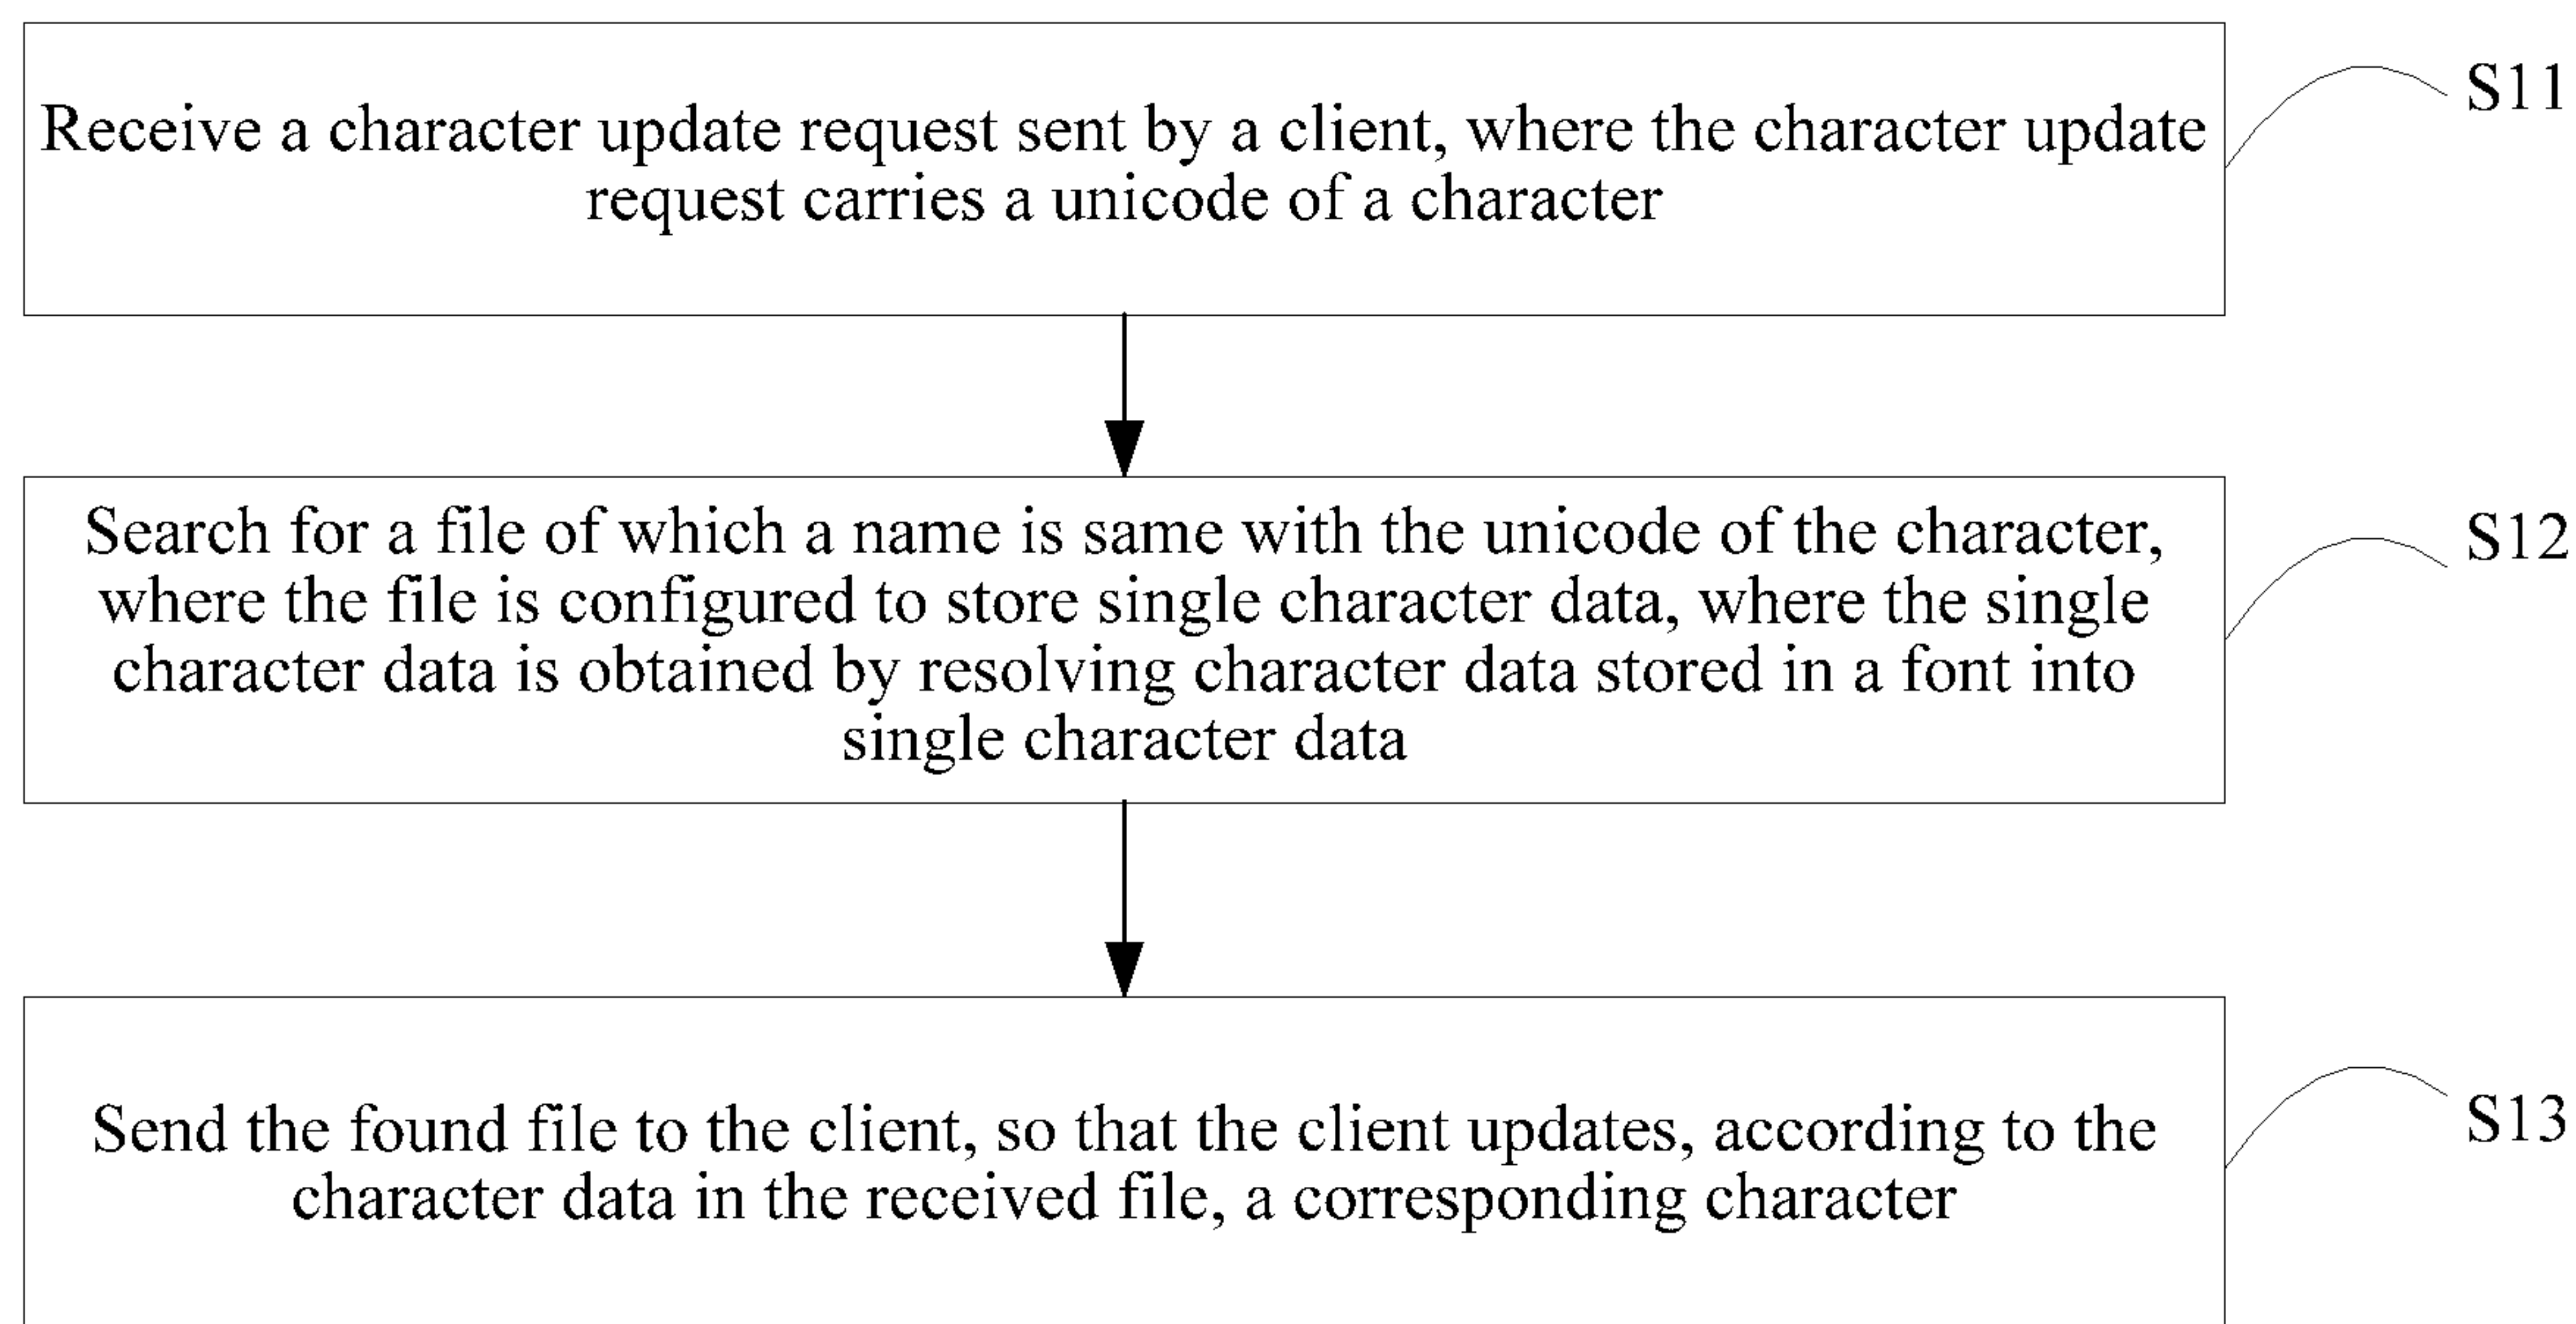 Receive a character update request sent by a client, where the character update
request carries a unicode of a character
S11
Search for a file of which a name is same with the unicode of the character,
where the file is configured to store single character data, where the single
character data is obtained by resolving character data stored in a font into
single character data
S12
Send the found file to the client, so that the client updates, according to the
character data in the received file, a corresponding character
S13